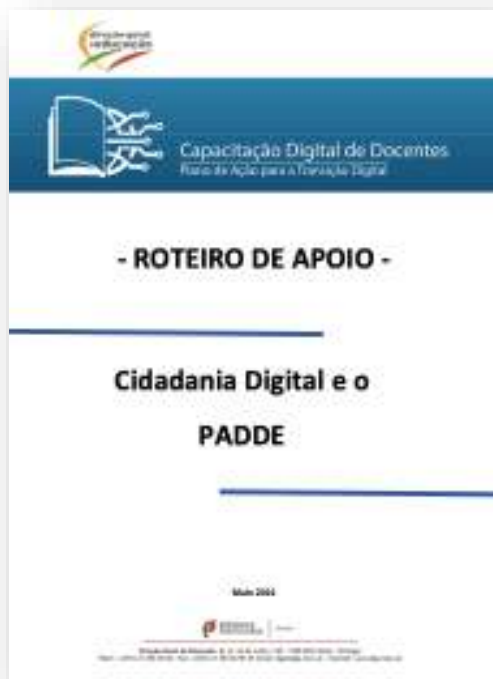 Capacitação Digital de Docentes
Plano de Ação para a Transição Digital
- ROTEIRO DE APOIO -
Cidadania Digital e o
PADDE